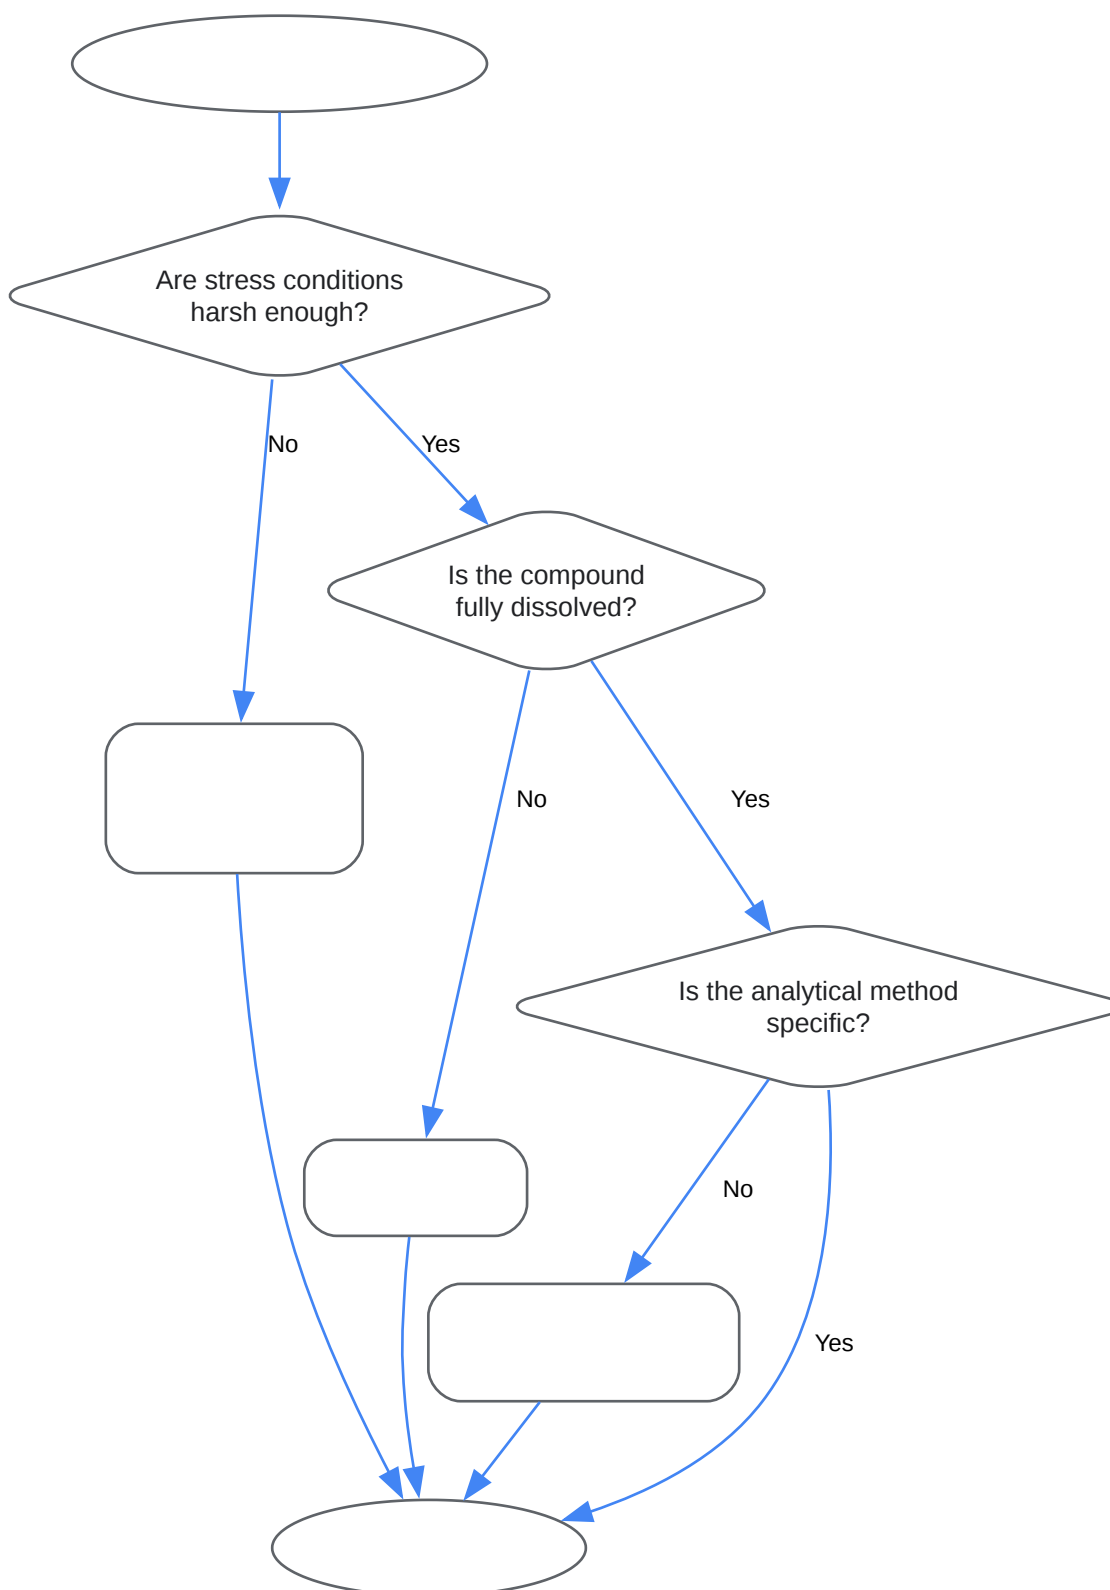 Are stress conditions
harsh enough?
No
Yes
Is the compound
fully dissolved?
No
Yes
Is the analytical method
specific?
No
Yes